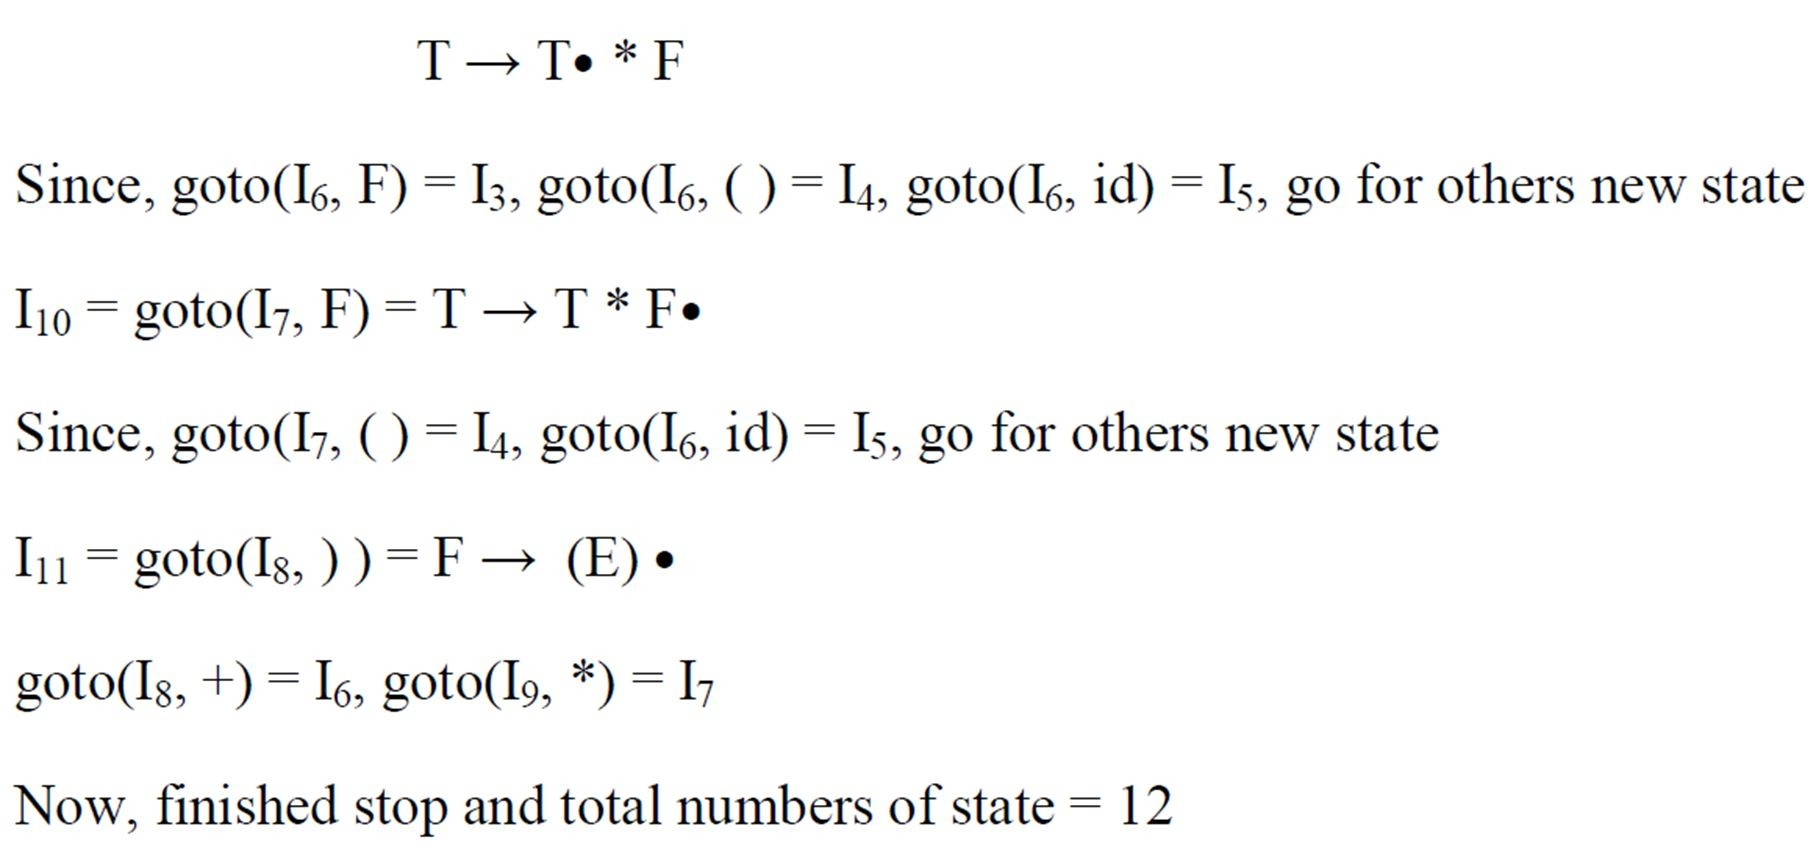 T → T• * F
Since, goto(I₆, F) = I₃, goto(I₆, ( ) = I₄, goto(I₆, id) = I₅, go for others new state
I₁₀ = goto(I₇, F) = T → T * F•
Since, goto(I₇, ( ) = I₄, goto(I₆, id) = I₅, go for others new state
I₁₁ = goto(I₈, ) ) = F → (E) •
goto(I₈, +) = I₆, goto(I₉, *) = I₇
Now, finished stop and total numbers of state = 12